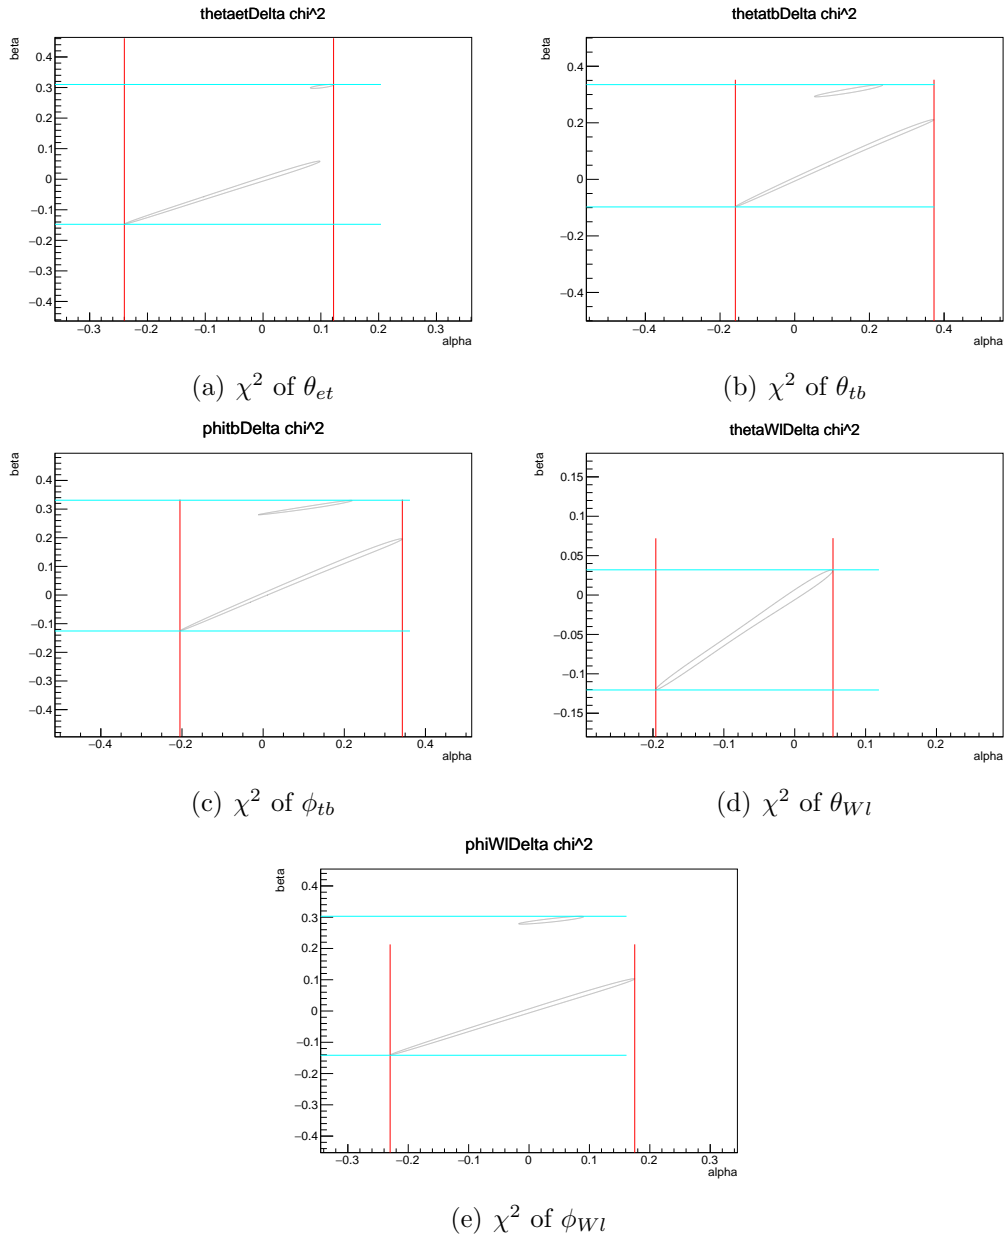 thetaetDelta chi^2
beta
0.4
0.3
0.2
0.1
0
−0.1
−0.2
−0.3
−0.4
−0.3 −0.2 −0.1 0 0.1 0.2 0.3
alpha
(a) χ² of θ_et
thetatbDelta chi^2
beta
0.4
0.2
0
−0.2
−0.4
−0.4 −0.2 0 0.2 0.4
alpha
(b) χ² of θ_tb
phitbDelta chi^2
beta
0.4
0.3
0.2
0.1
0
−0.1
−0.2
−0.3
−0.4
−0.4 −0.2 0 0.2 0.4
alpha
(c) χ² of ϕ_tb
thetaWlDelta chi^2
beta
0.15
0.1
0.05
0
−0.05
−0.1
−0.15
−0.2 −0.1 0 0.1 0.2
alpha
(d) χ² of θ_Wl
phiWlDelta chi^2
beta
0.4
0.3
0.2
0.1
0
−0.1
−0.2
−0.3
−0.4
−0.3 −0.2 −0.1 0 0.1 0.2 0.3
alpha
(e) χ² of ϕ_Wl